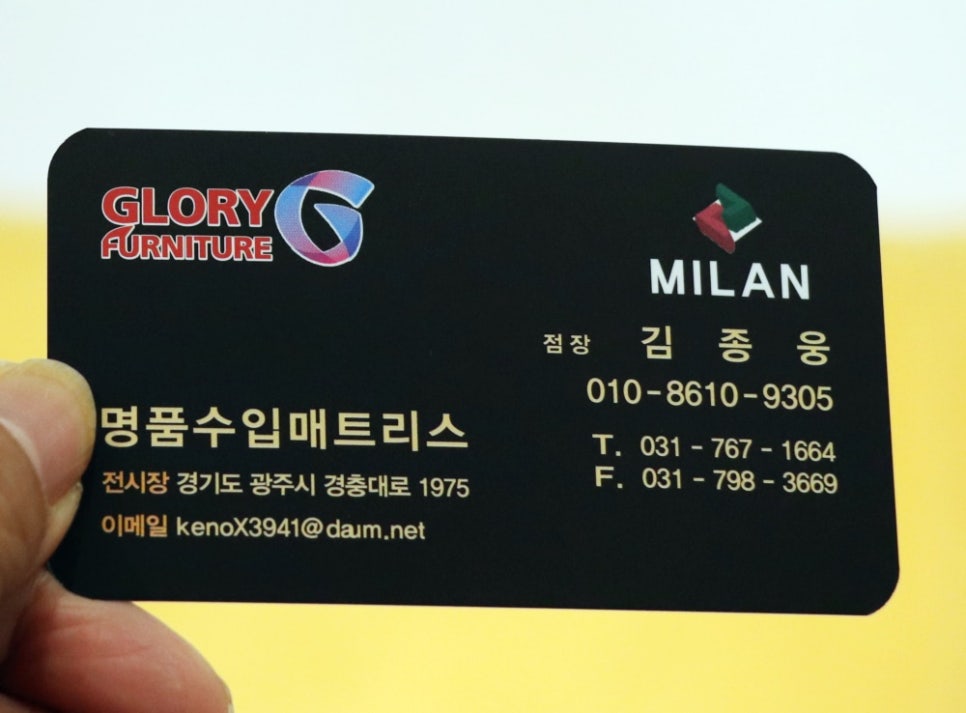 GLORY
FURNITURE
MILAN
점장 김종웅
010-8610-9305
T. 031-767-1664
F. 031-798-3669
명품수입매트리스
전시장 경기도 광주시 경충대로 1975
이메일 kenoX3941@daum.net